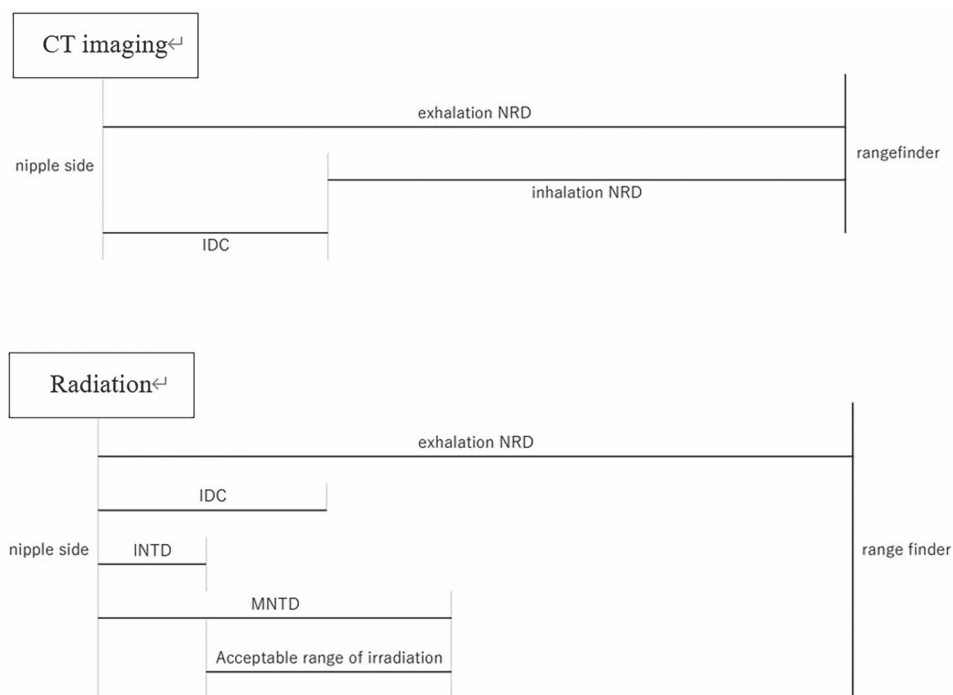 CT imaging↵
exhalation NRD
nipple side
rangefinder
inhalation NRD
IDC
Radiation↵
exhalation NRD
IDC
nipple side
INTD
range finder
MNTD
Acceptable range of irradiation